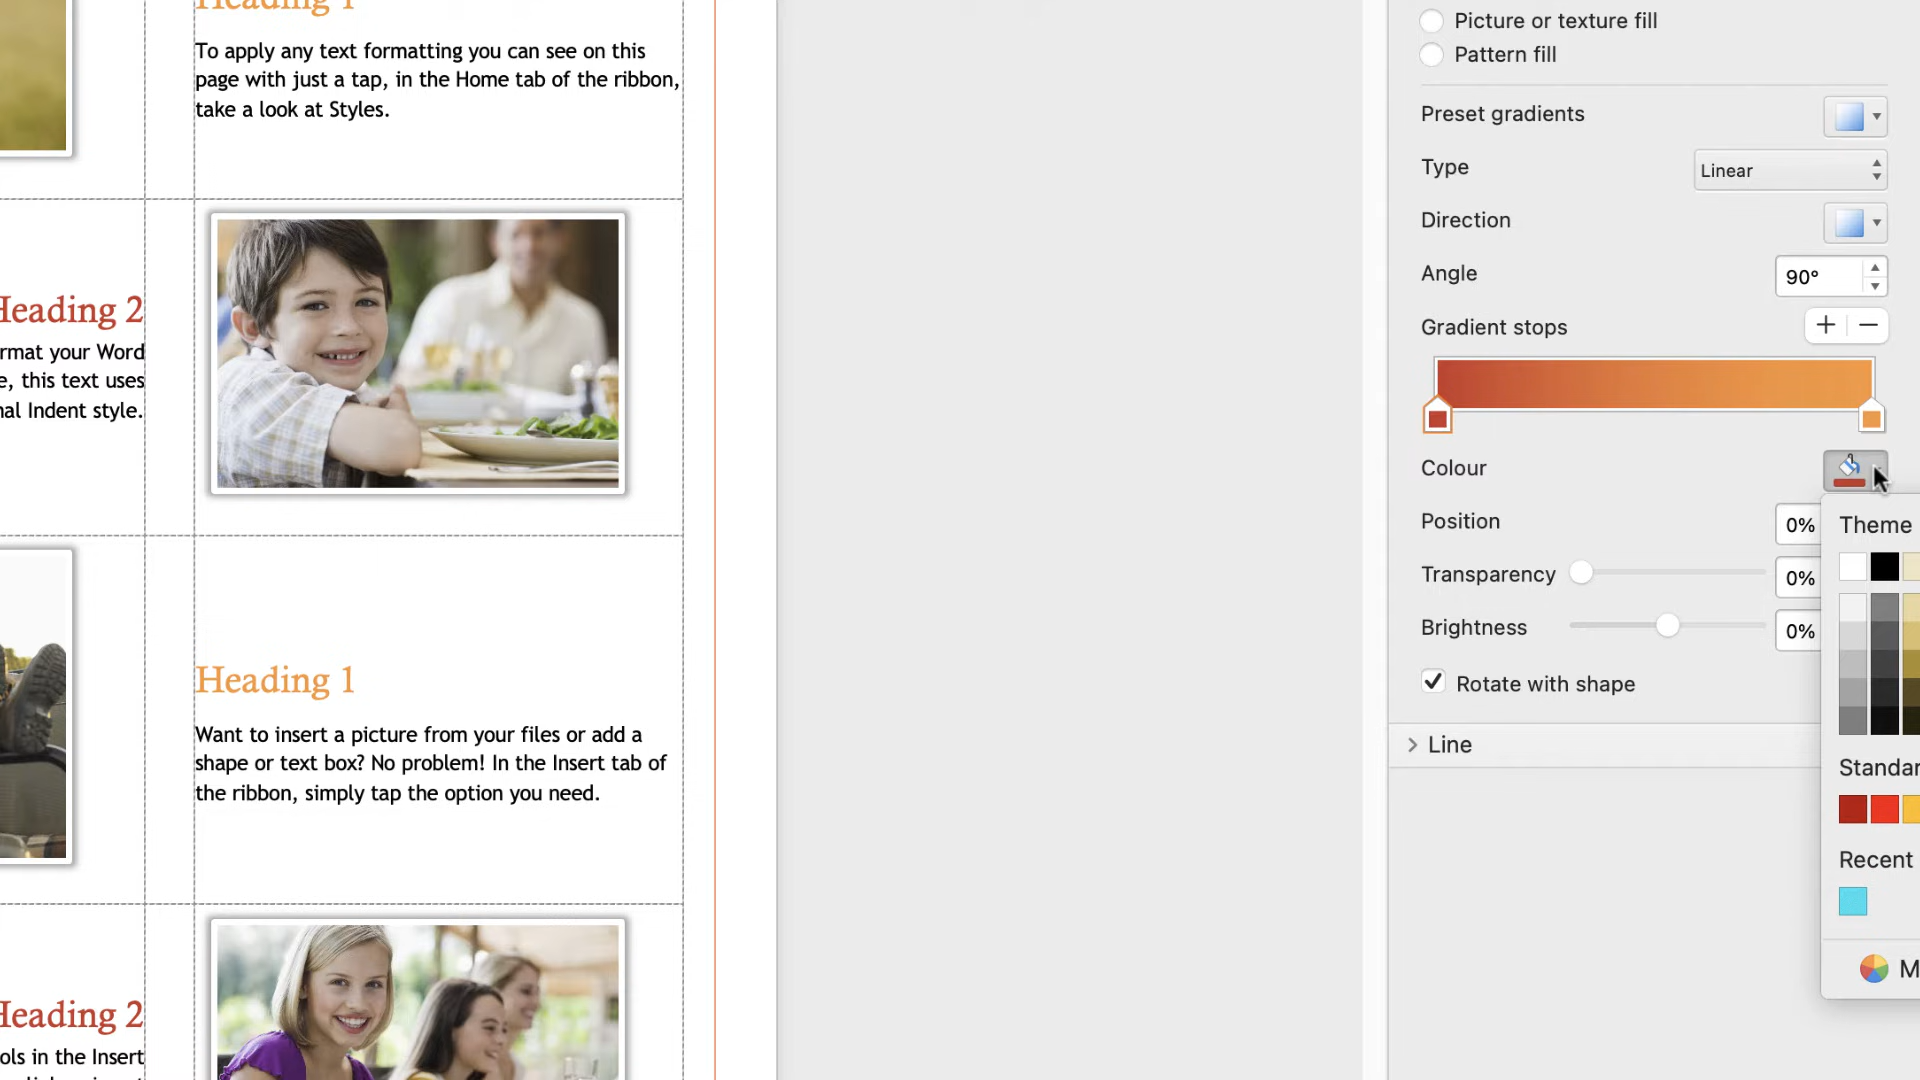 Heading 1
To apply any text formatting you can see on this
page with just a tap, in the Home tab of the ribbon,
take a look at Styles.
Heading 2
rmat your Word
e, this text uses
nal Indent style.
Heading 1
Want to insert a picture from your files or add a
shape or text box? No problem! In the Insert tab of
the ribbon, simply tap the option you need.
Heading 2
ols in the Insert
Picture or texture fill
Pattern fill
Preset gradients
Type
Linear
Direction
Angle
90°
Gradient stops
Colour
Position
0%
Transparency
0%
Brightness
0%
Rotate with shape
Line
Theme
Standar
Recent
M